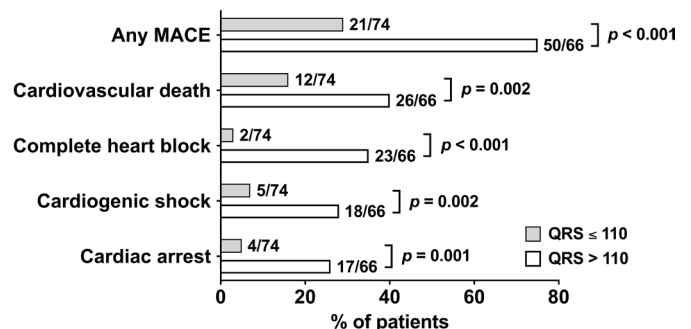 Any MACE
21/74
50/66
p < 0.001
Cardiovascular death
12/74
26/66
p = 0.002
Complete heart block
2/74
23/66
p < 0.001
Cardiogenic shock
5/74
18/66
p = 0.002
Cardiac arrest
4/74
17/66
p = 0.001
QRS ≤ 110
QRS > 110
0 20 40 60 80
% of patients